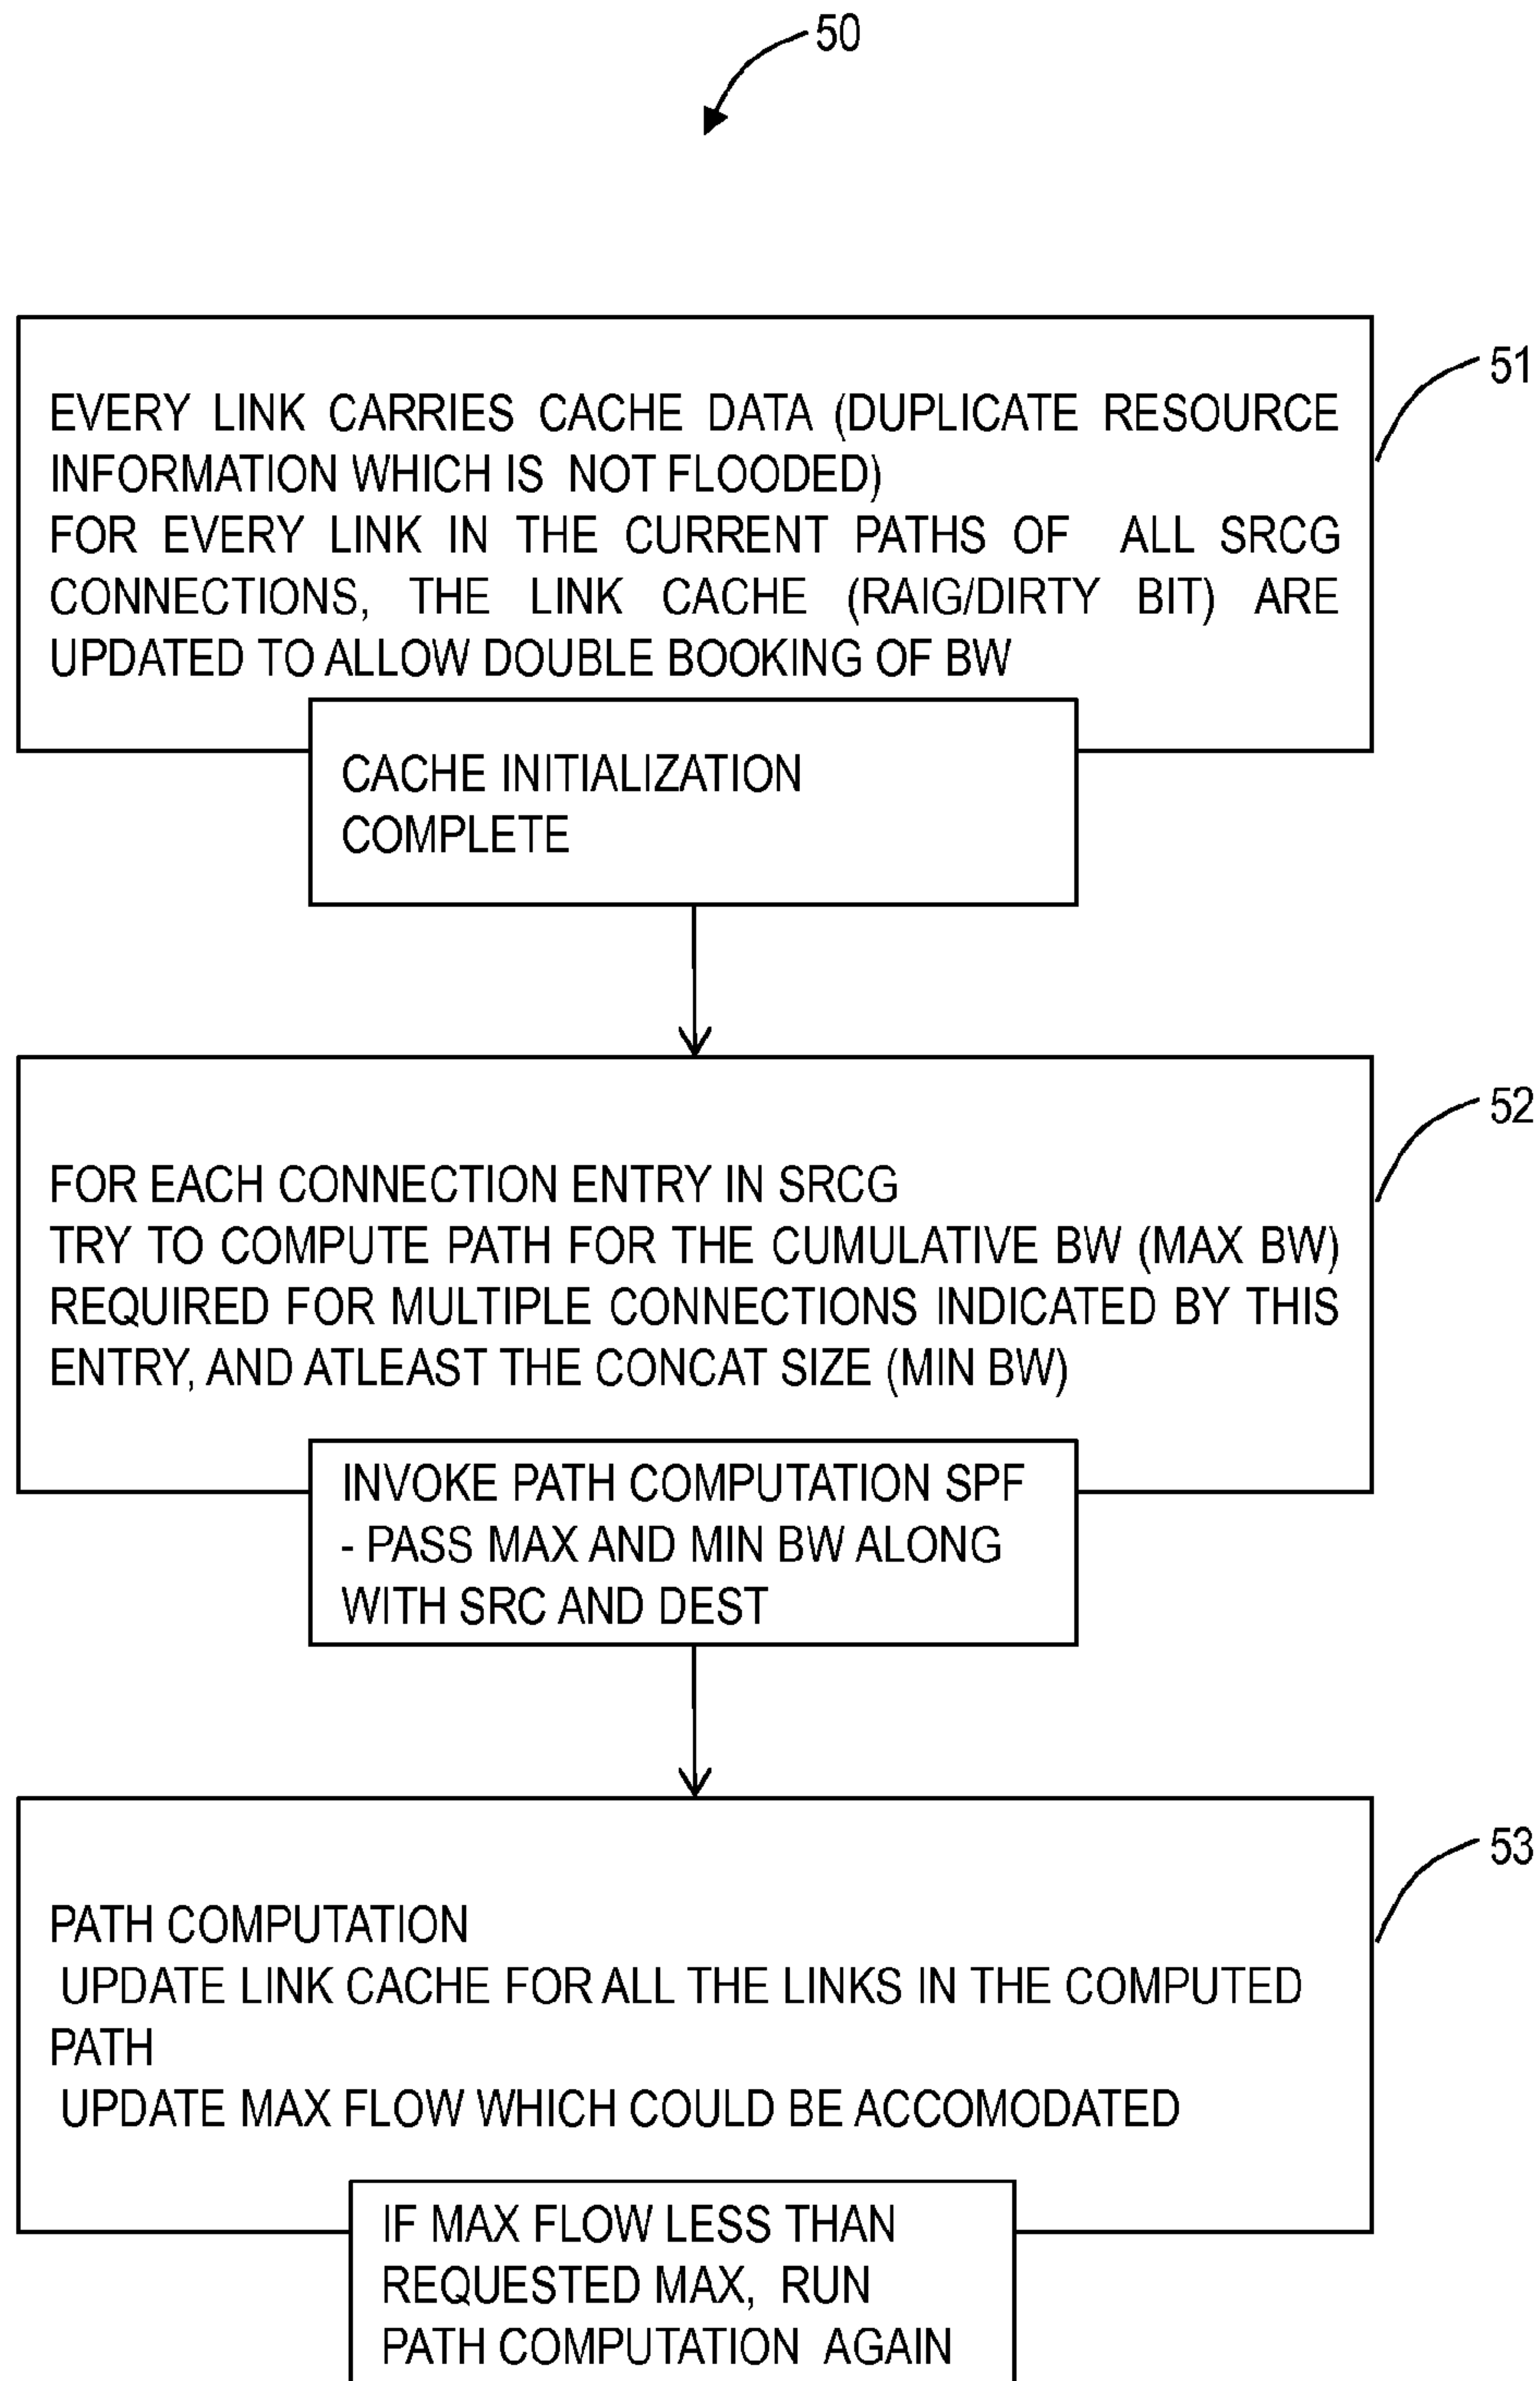 50
51
EVERY LINK CARRIES CACHE DATA (DUPLICATE RESOURCE
INFORMATION WHICH IS NOT FLOODED)
FOR EVERY LINK IN THE CURRENT PATHS OF ALL SRCG
CONNECTIONS, THE LINK CACHE (RAIG/DIRTY BIT) ARE
UPDATED TO ALLOW DOUBLE BOOKING OF BW
CACHE INITIALIZATION
COMPLETE
52
FOR EACH CONNECTION ENTRY IN SRCG
TRY TO COMPUTE PATH FOR THE CUMULATIVE BW (MAX BW)
REQUIRED FOR MULTIPLE CONNECTIONS INDICATED BY THIS
ENTRY, AND ATLEAST THE CONCAT SIZE (MIN BW)
INVOKE PATH COMPUTATION SPF
- PASS MAX AND MIN BW ALONG
WITH SRC AND DEST
53
PATH COMPUTATION
UPDATE LINK CACHE FOR ALL THE LINKS IN THE COMPUTED
PATH
UPDATE MAX FLOW WHICH COULD BE ACCOMODATED
IF MAX FLOW LESS THAN
REQUESTED MAX, RUN
PATH COMPUTATION AGAIN